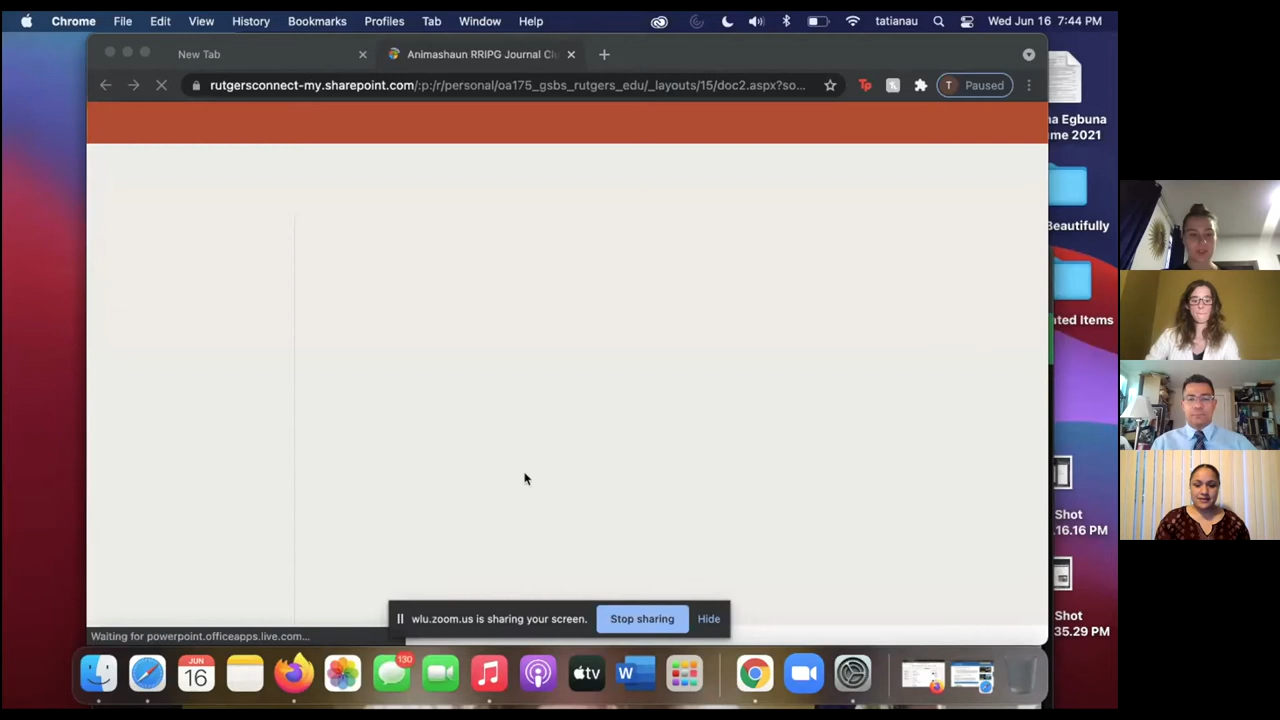 Chrome File Edit View History Bookmarks Profiles Tab Window Help tatianau Wed Jun 16 7:44 PM
New Tab Animashaun RRIPG Journal Clu
rutgersconnect-my.sharepoint.com/:p:/r/personal/oa175_gsbs_rutgers_edu/_layouts/15/doc2.aspx?so... Tp T Paused
na Egbuna
me 2021
Beautifully
ated Items
Shot
.16.16 PM
wlu.zoom.us is sharing your screen. Stop sharing Hide
Shot
35.29 PM
Waiting for powerpoint.officeapps.live.com...
JUN
16
130
tv
W